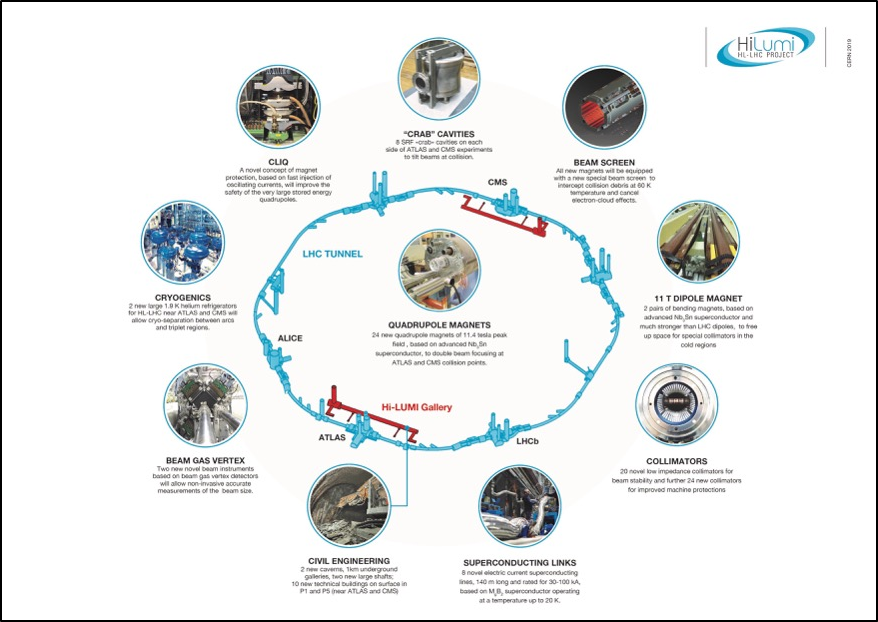 HiLumi
HL-LHC PROJECT
CERN 2019
"CRAB" CAVITIES
8 SRF «crab» cavities on each
side of ATLAS and CMS experiments
to tilt beams at collision.
CLIQ
A novel concept of magnet
protection, based on fast injection of
oscillating currents, will improve the
safety of the very large stored energy
quadrupoles.
BEAM SCREEN
All new magnets will be equipped
with a new special beam screen to
intercept collision debris at 60 K
temperature and cancel
electron-cloud effects.
CMS
LHC TUNNEL
CRYOGENICS
2 new large 1.9 K helium refrigerators
for HL-LHC near ATLAS and CMS will
allow cryo-separation between arcs
and triplet regions.
QUADRUPOLE MAGNETS
24 new quadrupole magnets of 11.4 tesla peak
field , based on advanced Nb3Sn
superconductor, to double beam focusing at
ATLAS and CMS collision points.
11 T DIPOLE MAGNET
2 pairs of bending magnets, based on
advanced Nb3Sn superconductor and
much stronger than LHC dipoles, to free
up space for special collimators in the
cold regions
ALICE
Hi-LUMI Gallery
ATLAS
LHCb
BEAM GAS VERTEX
Two new novel beam instruments
based on beam gas vertex detectors
will allow non-invasive accurate
measurements of the beam size.
COLLIMATORS
20 novel low impedance collimators for
beam stability and further 24 new collimators
for improved machine protections
CIVIL ENGINEERING
2 new caverns, 1km underground
galleries, two new large shafts;
10 new technical buildings on surface in
P1 and P5 (near ATLAS and CMS)
SUPERCONDUCTING LINKS
8 novel electric current superconducting
lines, 140 m long and rated for 30-100 kA,
based on MgB2 superconductor operating
at a temperature up to 20 K.